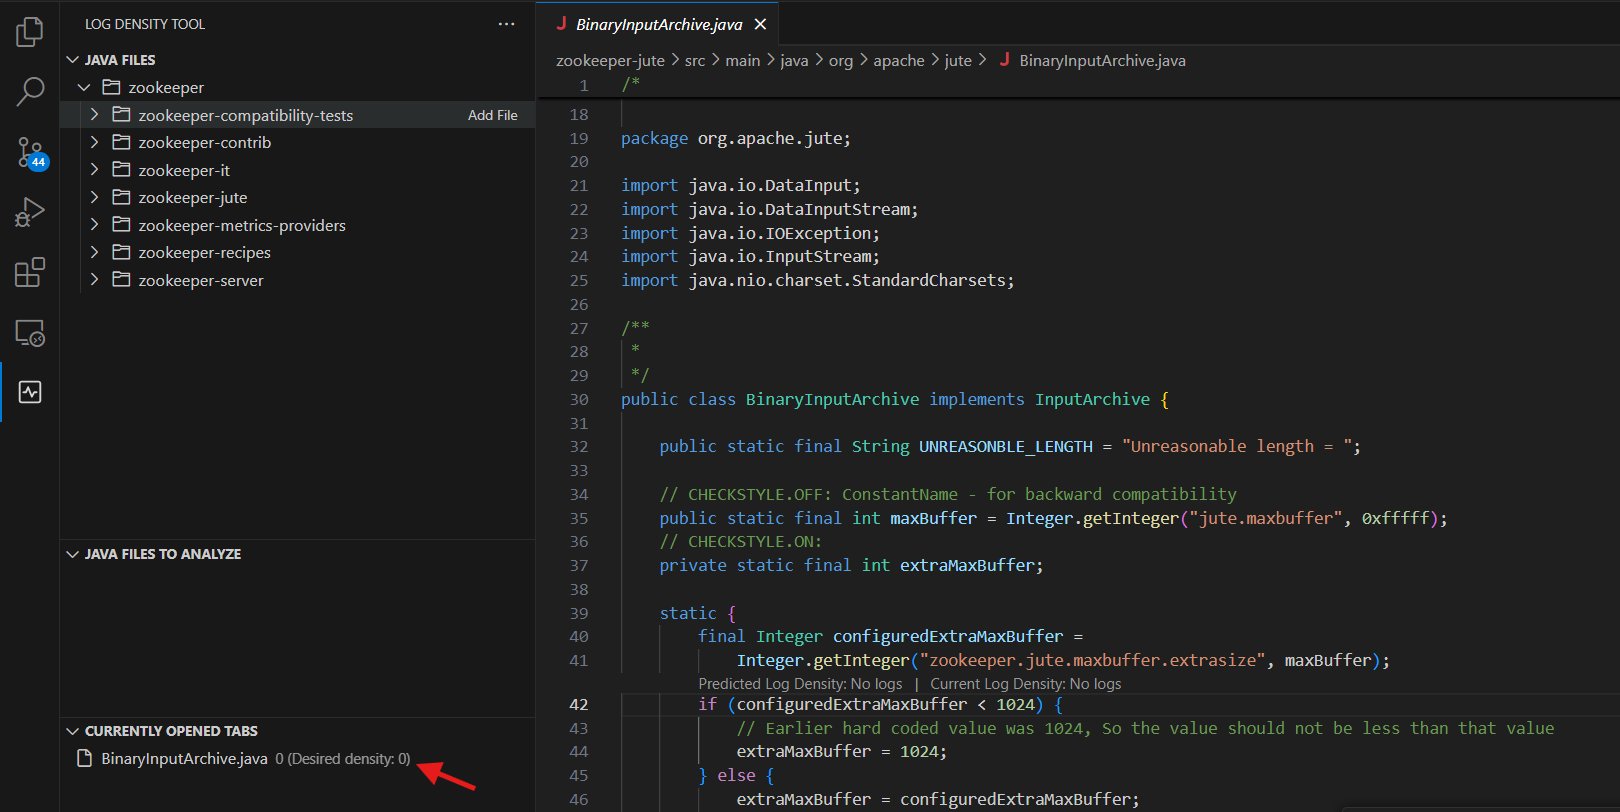 LOG DENSITY TOOL
JAVA FILES
zookeeper
zookeeper-compatibility-tests Add File
zookeeper-contrib
zookeeper-it
zookeeper-jute
zookeeper-metrics-providers
zookeeper-recipes
zookeeper-server
44
JAVA FILES TO ANALYZE
CURRENTLY OPENED TABS
BinaryInputArchive.java 0 (Desired density: 0)
J BinaryInputArchive.java
zookeeper-jute > src > main > java > org > apache > jute > J BinaryInputArchive.java
1 /*
18
19 package org.apache.jute;
20
21 import java.io.DataInput;
22 import java.io.DataInputStream;
23 import java.io.IOException;
24 import java.io.InputStream;
25 import java.nio.charset.StandardCharsets;
26
27 /**
28 *
29 */
30 public class BinaryInputArchive implements InputArchive {
31
32 public static final String UNREASONBLE_LENGTH = "Unreasonable length = ";
33
34 // CHECKSTYLE.OFF: ConstantName - for backward compatibility
35 public static final int maxBuffer = Integer.getInteger("jute.maxbuffer", 0xfffff);
36 // CHECKSTYLE.ON:
37 private static final int extraMaxBuffer;
38
39 static {
40 final Integer configuredExtraMaxBuffer =
41 Integer.getInteger("zookeeper.jute.maxbuffer.extrasize", maxBuffer);
Predicted Log Density: No logs | Current Log Density: No logs
42 if (configuredExtraMaxBuffer < 1024) {
43 // Earlier hard coded value was 1024, So the value should not be less than that value
44 extraMaxBuffer = 1024;
45 } else {
46 extraMaxBuffer = configuredExtraMaxBuffer;